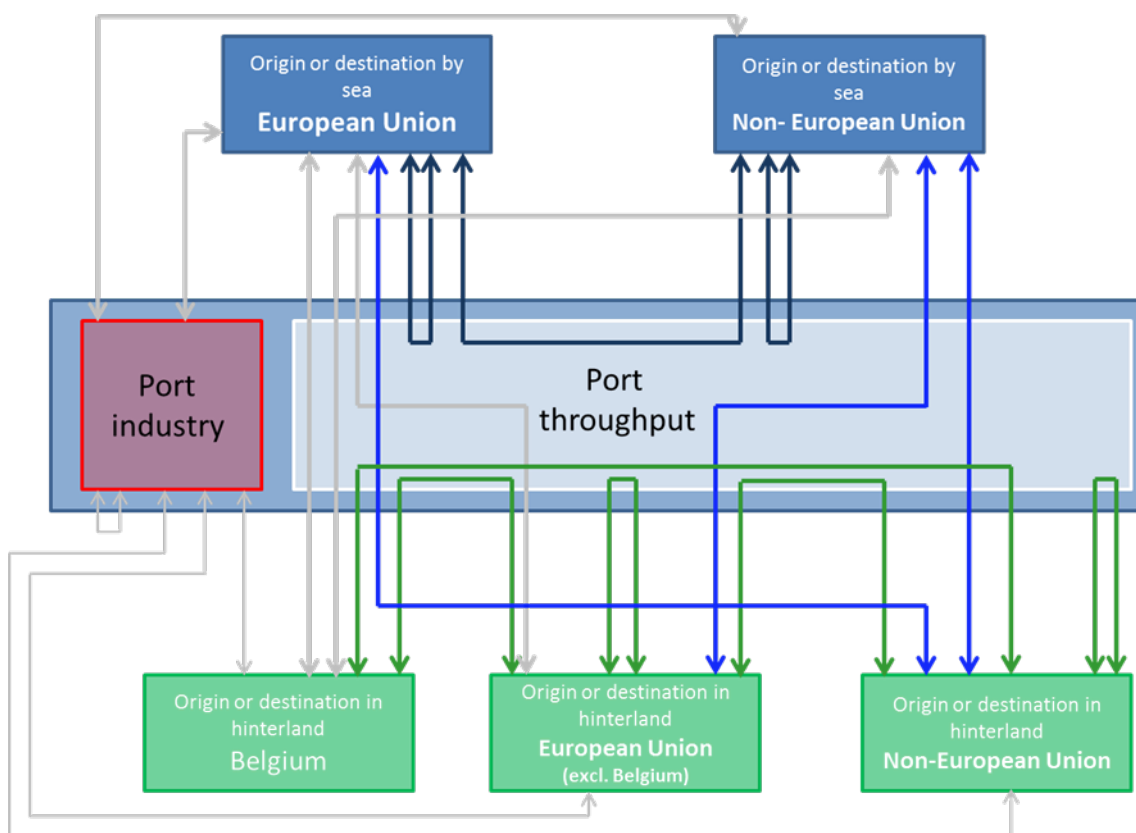 Origin or destination by
sea
European Union
Origin or destination by
sea
Non- European Union
Port
industry
Port
throughput
Origin or destination in
hinterland
Belgium
Origin or destination in
hinterland
European Union
(excl. Belgium)
Origin or destination in
hinterland
Non-European Union